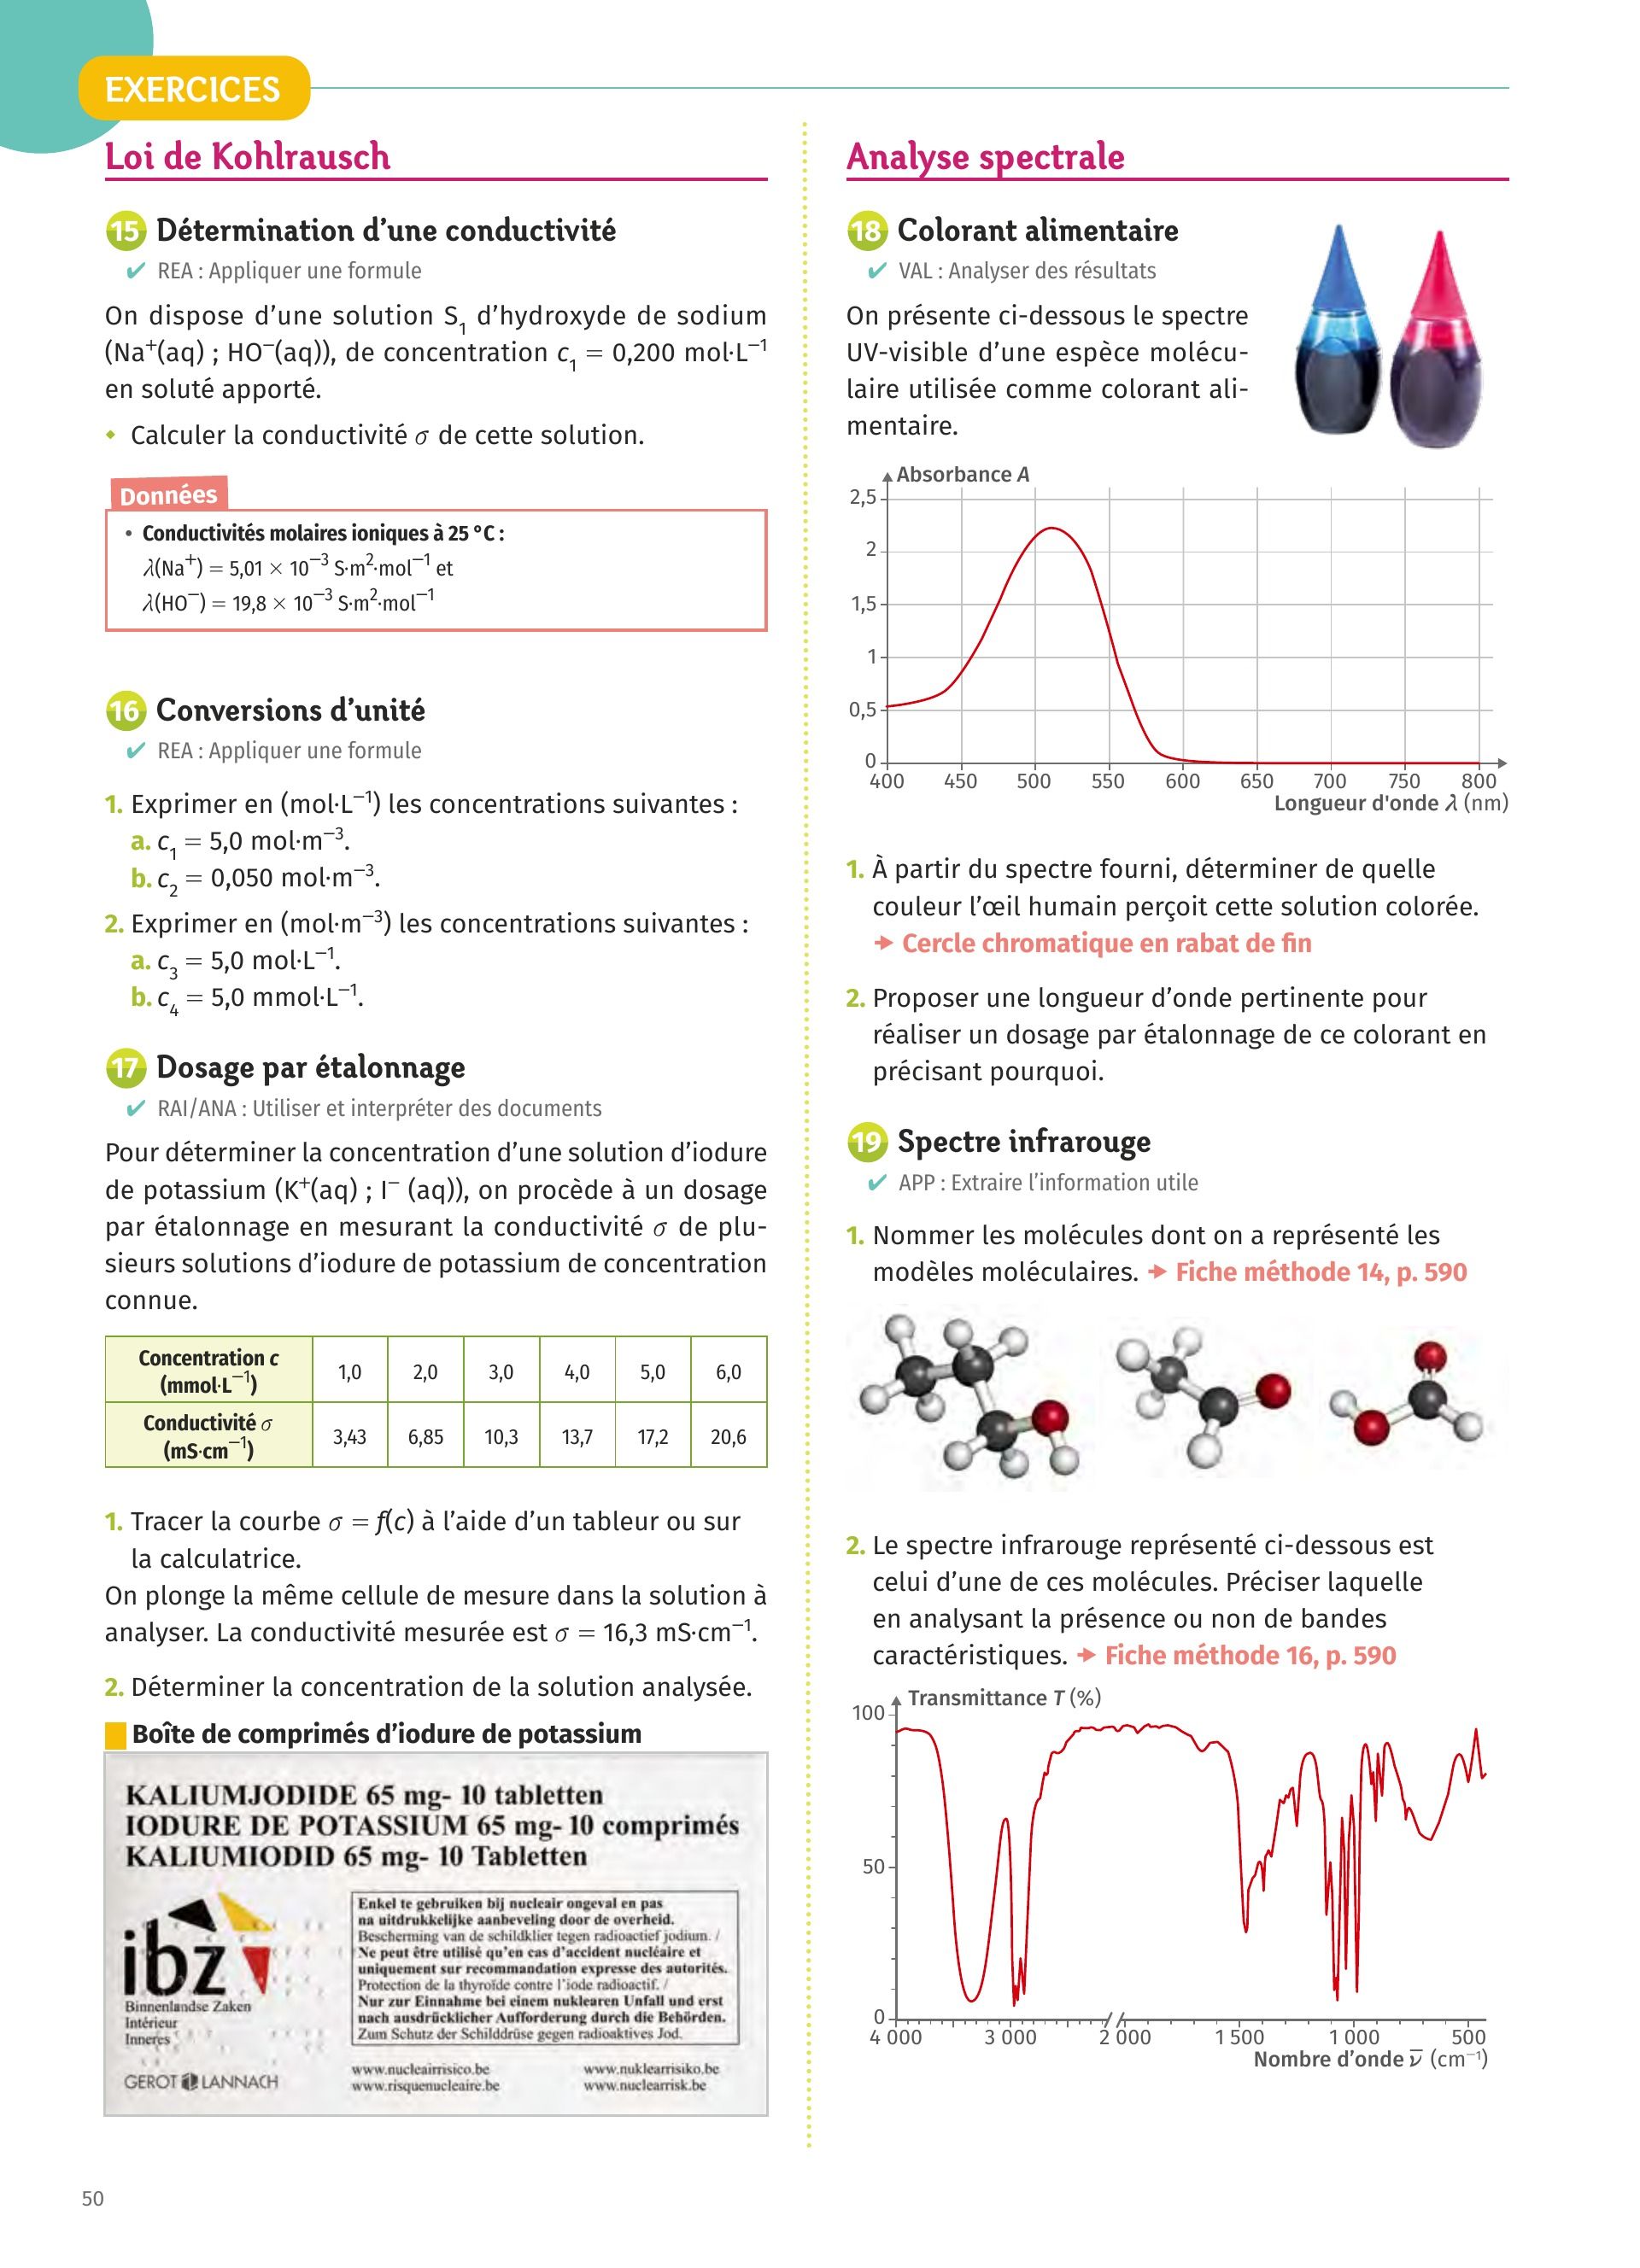 EXERCICES
Loi de Kohlrausch
15 Détermination d’une conductivité
✔ REA : Appliquer une formule
On dispose d’une solution S₁ d’hydroxyde de sodium
(Na⁺(aq) ; HO⁻(aq)), de concentration c₁ = 0,200 mol·L⁻¹
en soluté apporté.
• Calculer la conductivité σ de cette solution.
Données
• Conductivités molaires ioniques à 25 °C :
λ(Na⁺) = 5,01 × 10⁻³ S·m²·mol⁻¹ et
λ(HO⁻) = 19,8 × 10⁻³ S·m²·mol⁻¹
16 Conversions d’unité
✔ REA : Appliquer une formule
1. Exprimer en (mol·L⁻¹) les concentrations suivantes :
a. c₁ = 5,0 mol·m⁻³.
b. c₂ = 0,050 mol·m⁻³.
2. Exprimer en (mol·m⁻³) les concentrations suivantes :
a. c₃ = 5,0 mol·L⁻¹.
b. c₄ = 5,0 mmol·L⁻¹.
17 Dosage par étalonnage
✔ RAI/ANA : Utiliser et interpréter des documents
Pour déterminer la concentration d’une solution d’iodure
de potassium (K⁺(aq) ; I⁻ (aq)), on procède à un dosage
par étalonnage en mesurant la conductivité σ de plu-
sieurs solutions d’iodure de potassium de concentration
connue.
Concentration c
(mmol·L⁻¹)
1,0 2,0 3,0 4,0 5,0 6,0
Conductivité σ
(mS·cm⁻¹)
3,43 6,85 10,3 13,7 17,2 20,6
1. Tracer la courbe σ = f(c) à l’aide d’un tableur ou sur
la calculatrice.
On plonge la même cellule de mesure dans la solution à
analyser. La conductivité mesurée est σ = 16,3 mS·cm⁻¹.
2. Déterminer la concentration de la solution analysée.
Boîte de comprimés d’iodure de potassium
KALIUMJODIDE 65 mg- 10 tabletten
IODURE DE POTASSIUM 65 mg- 10 comprimés
KALIUMIODID 65 mg- 10 Tabletten
ibz
Binnenlandse Zaken
Intérieur
Inneres
GEROT LANNACH
Enkel te gebruiken bij nucleair ongeval en pas
na uitdrukkelijke aanbeveling door de overheid.
Bescherming van de schildklier tegen radioactief jodium. /
Ne peut être utilisé qu’en cas d’accident nucléaire et
uniquement sur recommandation expresse des autorités.
Protection de la thyroïde contre l’iode radioactif. /
Nur zur Einnahme bei einem nuklearen Unfall und erst
nach ausdrücklicher Aufforderung durch die Behörden.
Zum Schutz der Schilddrüse gegen radioaktives Jod.
www.nucleairrisico.be www.nuklearrisiko.be
www.risquenucleaire.be www.nuclearrisk.be
50
Analyse spectrale
18 Colorant alimentaire
✔ VAL : Analyser des résultats
On présente ci-dessous le spectre
UV-visible d’une espèce molécu-
laire utilisée comme colorant ali-
mentaire.
Absorbance A
2,5
2
1,5
1
0,5
0
400 450 500 550 600 650 700 750 800
Longueur d'onde λ (nm)
1. À partir du spectre fourni, déterminer de quelle
couleur l’œil humain perçoit cette solution colorée.
➔ Cercle chromatique en rabat de fin
2. Proposer une longueur d’onde pertinente pour
réaliser un dosage par étalonnage de ce colorant en
précisant pourquoi.
19 Spectre infrarouge
✔ APP : Extraire l’information utile
1. Nommer les molécules dont on a représenté les
modèles moléculaires. ➔ Fiche méthode 14, p. 590
2. Le spectre infrarouge représenté ci-dessous est
celui d’une de ces molécules. Préciser laquelle
en analysant la présence ou non de bandes
caractéristiques. ➔ Fiche méthode 16, p. 590
Transmittance T (%)
100
50
0
4 000 3 000 2 000 1 500 1 000 500
Nombre d’onde ν̅ (cm⁻¹)